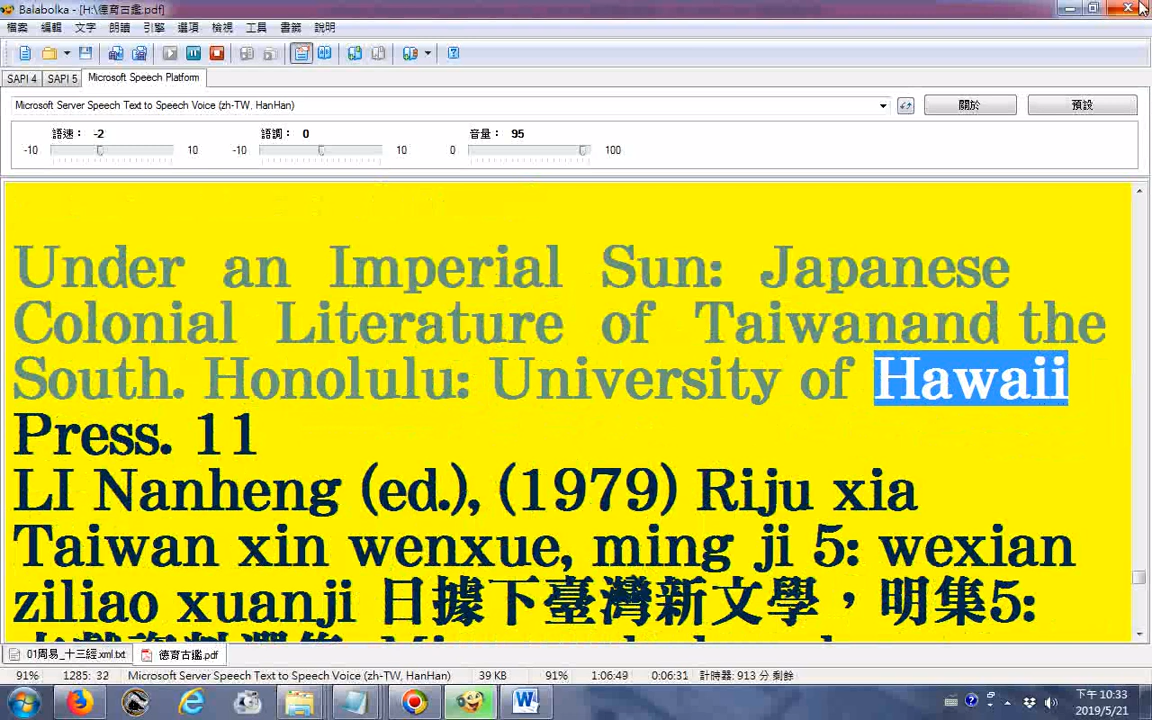 Balabolka - [H:\德育古鑑.pdf]
檔案 編輯 文字 朗讀 引擎 選項 檢視 工具 書籤 說明
SAPI 4 SAPI 5 Microsoft Speech Platform
Microsoft Server Speech Text to Speech Voice (zh-TW, HanHan) 關於 預設
語速： -2 語調： 0 音量： 95
-10 10 -10 10 0 100
Under an Imperial Sun: Japanese
Colonial Literature of Taiwanand the
South. Honolulu: University of Hawaii
Press. 11
LI Nanheng (ed.), (1979) Riju xia
Taiwan xin wenxue, ming ji 5: wexian
ziliao xuanji 日據下臺灣新文學，明集5:
01周易_十三經.xml.txt 德育古鑑.pdf
91% 1285: 32 Microsoft Server Speech Text to Speech Voice (zh-TW, HanHan) 39 KB 91% 1:06:49 0:06:31 計時器: 913 分 剩餘
下午 10:33
2019/5/21